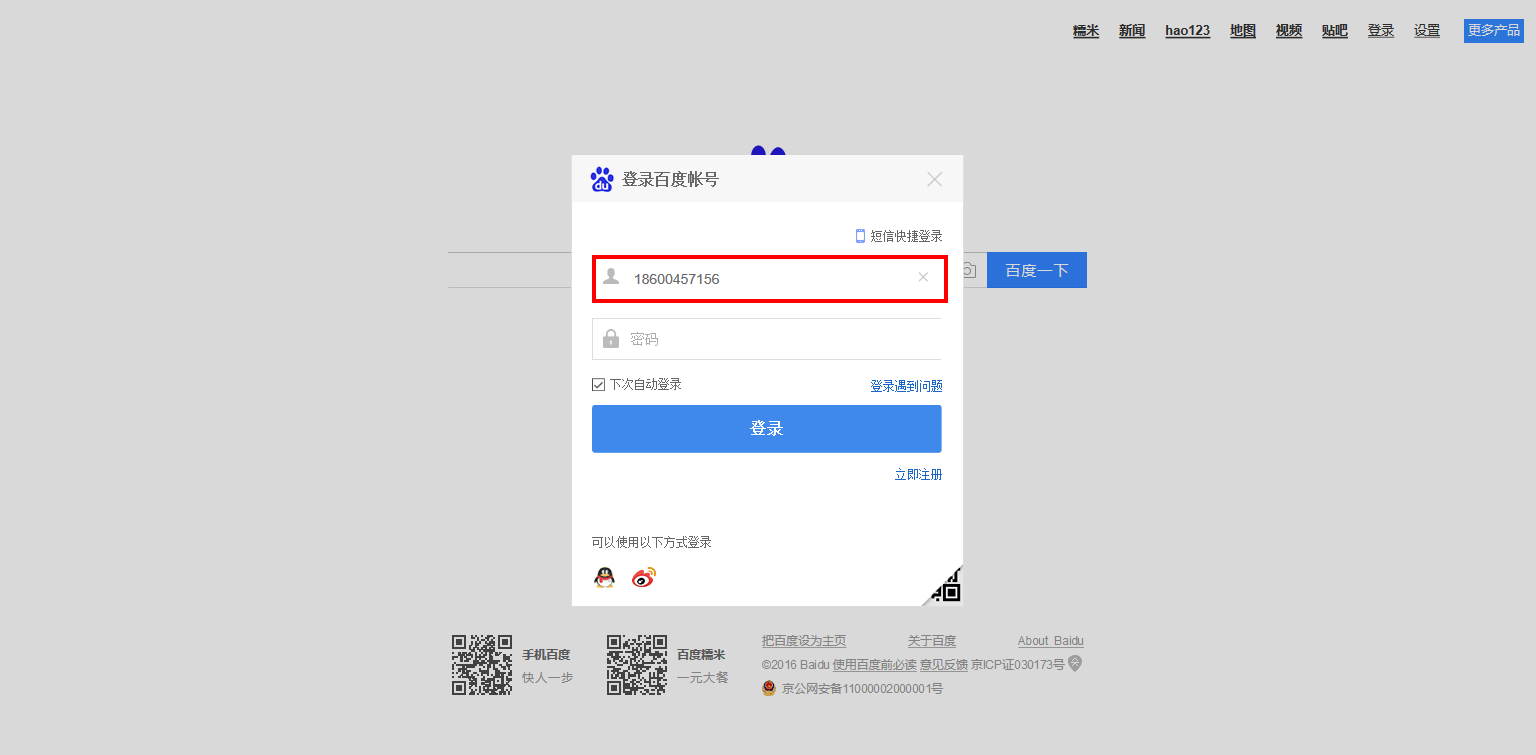 糯米 新闻 hao123 地图 视频 贴吧 登录 设置 更多产品
du 登录百度帐号
短信快捷登录
18600457156
百度一下
密码
下次自动登录 登录遇到问题
登录
立即注册
可以使用以下方式登录
手机百度
快人一步
百度糯米
一元大餐
把百度设为主页 关于百度 About Baidu
©2016 Baidu 使用百度前必读 意见反馈 京ICP证030173号
京公网安备11000002000001号